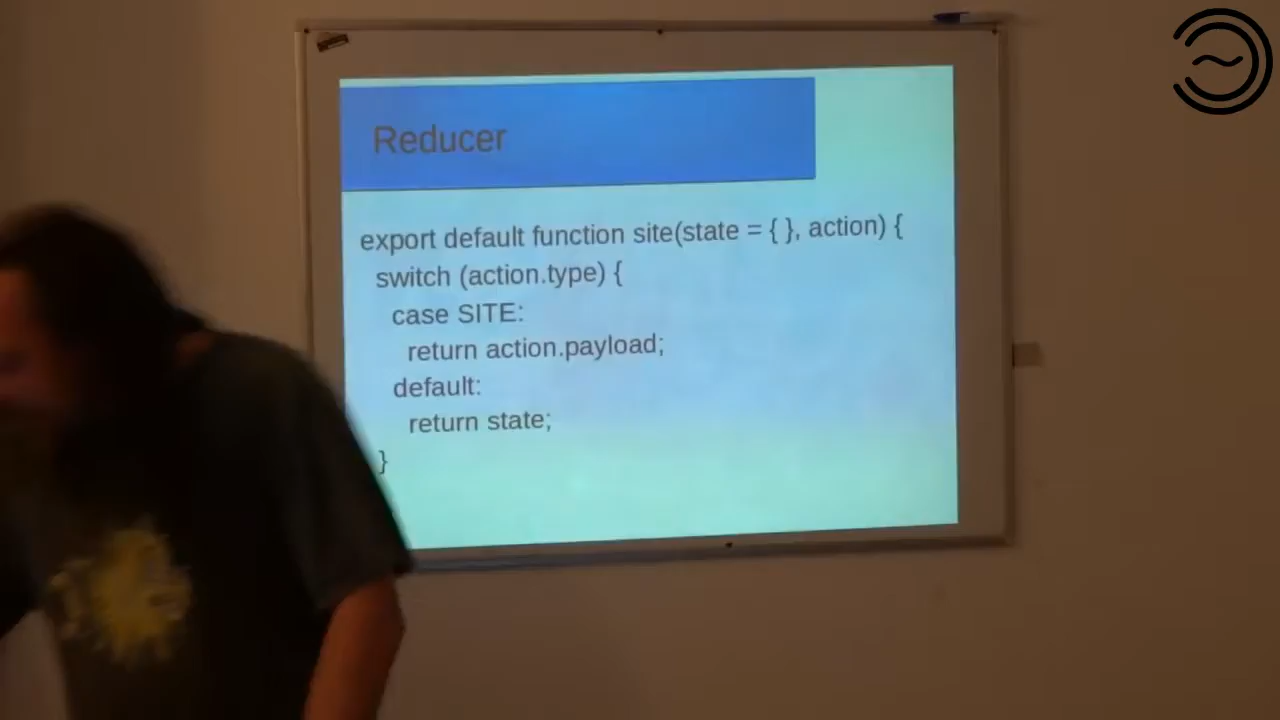 Reducer
export default function site(state = { }, action) {
switch (action.type) {
case SITE:
return action.payload;
default:
return state;
}